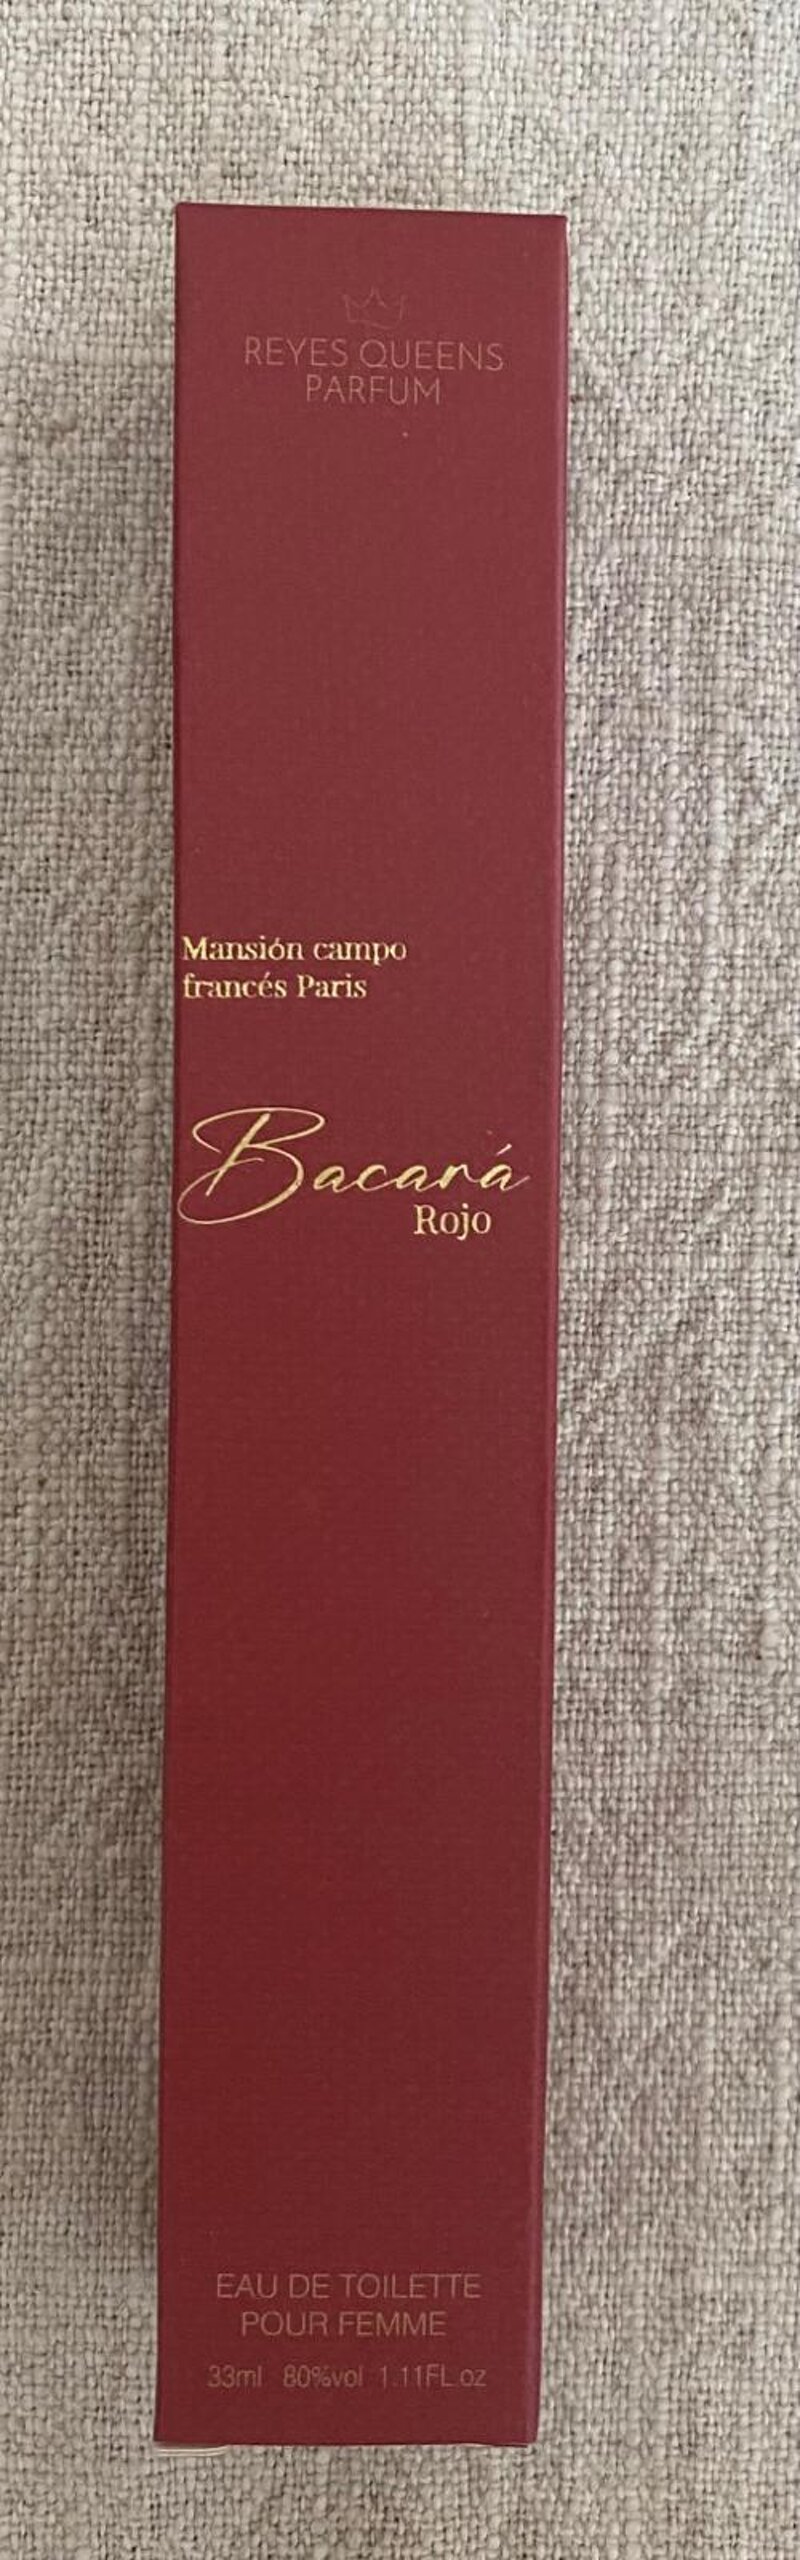 REYES QUEENS
PARFUM
Mansión campo
francés Paris
Bacará
Rojo
EAU DE TOILETTE
POUR FEMME
33ml 80%vol 1.11FL.oz